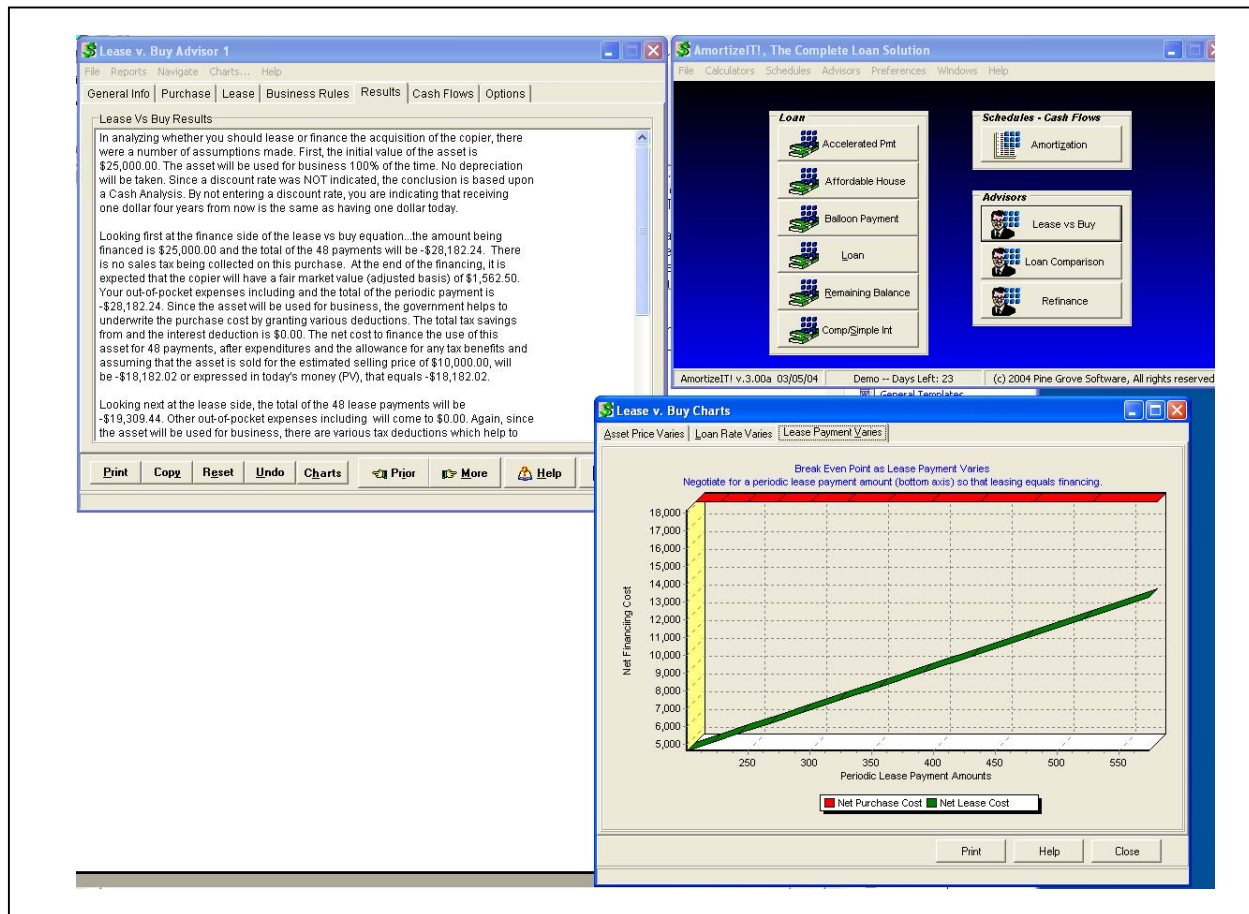 Lease v. Buy Advisor 1
File Reports Navigate Charts... Help
General Info Purchase Lease Business Rules Results Cash Flows Options
Lease Vs Buy Results
In analyzing whether you should lease or finance the acquisition of the copier, there
were a number of assumptions made. First, the initial value of the asset is
$25,000.00. The asset will be used for business 100% of the time. No depreciation
will be taken. Since a discount rate was NOT indicated, the conclusion is based upon
a Cash Analysis. By not entering a discount rate, you are indicating that receiving
one dollar four years from now is the same as having one dollar today.
Looking first at the finance side of the lease vs buy equation...the amount being
financed is $25,000.00 and the total of the 48 payments will be -$28,182.24. There
is no sales tax being collected on this purchase. At the end of the financing, it is
expected that the copier will have a fair market value (adjusted basis) of $1,562.50.
Your out-of-pocket expenses including and the total of the periodic payment is
-$28,182.24. Since the asset will be used for business, the government helps to
underwrite the purchase cost by granting various deductions. The total tax savings
from and the interest deduction is $0.00. The net cost to finance the use of this
asset for 48 payments, after expenditures and the allowance for any tax benefits and
assuming that the asset is sold for the estimated selling price of $10,000.00, will
be -$18,182.02 or expressed in today's money (PV), that equals -$18,182.02.
Looking next at the lease side, the total of the 48 lease payments will be
-$19,309.44. Other out-of-pocket expenses including will come to $0.00. Again, since
the asset will be used for business, there are various tax deductions which help to
Print Copy Reset Undo Charts Prior More Help
AmortizeIT!, The Complete Loan Solution
File Calculators Schedules Advisors Preferences Windows Help
Loan
Accelerated Pmt
Affordable House
Balloon Payment
Loan
Remaining Balance
Comp/Simple Int
Schedules - Cash Flows
Amortization
Advisors
Lease vs Buy
Loan Comparison
Refinance
AmortizeIT! v.3.00a 03/05/04 Demo -- Days Left: 23 (c) 2004 Pine Grove Software, All rights reserved
General Templates
Lease v. Buy Charts
Asset Price Varies Loan Rate Varies Lease Payment Varies
Break Even Point as Lease Payment Varies
Negotiate for a periodic lease payment amount (bottom axis) so that leasing equals financing.
Net Financiing Cost
18,000
17,000
16,000
15,000
14,000
13,000
12,000
11,000
10,000
9,000
8,000
7,000
6,000
5,000
250 300 350 400 450 500 550
Periodic Lease Payment Amounts
Net Purchase Cost Net Lease Cost
Print Help Close